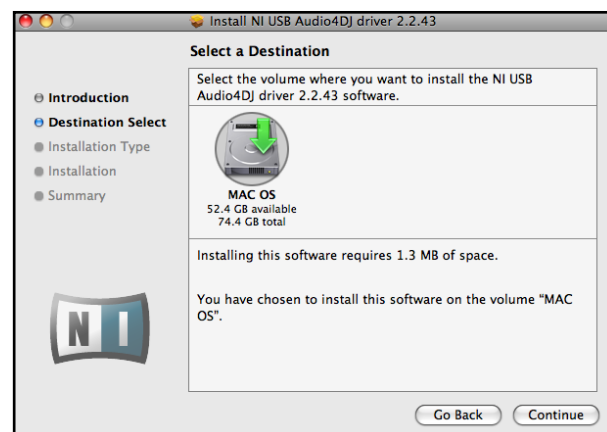 Install NI USB Audio4DJ driver 2.2.43
Select a Destination
Introduction
Destination Select
Installation Type
Installation
Summary
Select the volume where you want to install the NI USB
Audio4DJ driver 2.2.43 software.
MAC OS
52.4 GB available
74.4 GB total
Installing this software requires 1.3 MB of space.
You have chosen to install this software on the volume “MAC
OS”.
NI
Go Back
Continue